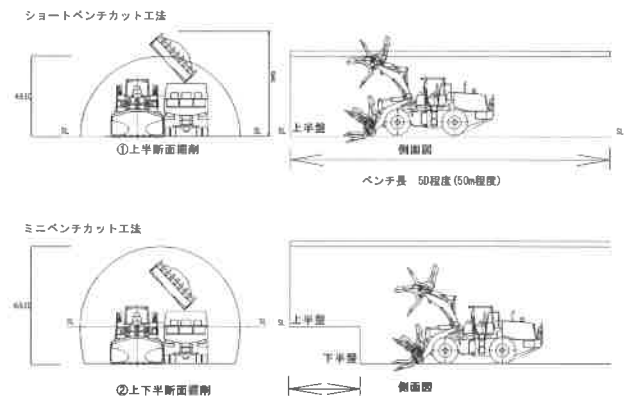 ショートベンチカット工法
SL
SL
①上半断面掘削
上半盤
側面図
SL
ベンチ長 5D程度(50m程度)
ミニベンチカット工法
SL
SL
②上下半断面掘削
SL
上半盤
下半盤
側面図